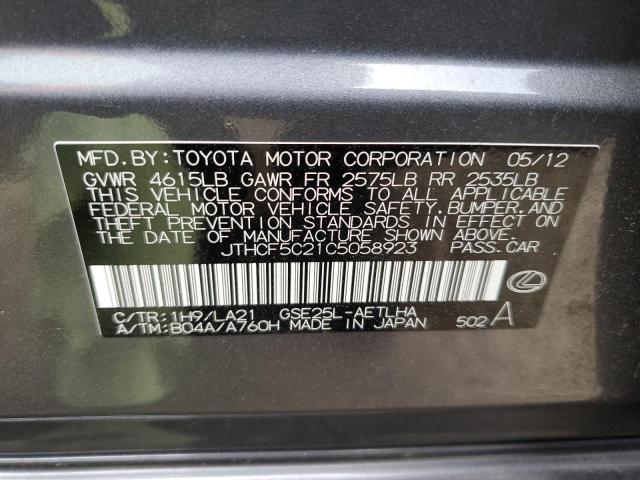 MFD.BY:TOYOTA MOTOR CORPORATION 05/12
GVWR 4615LB GAWR FR 2575LB RR 2535LB
THIS VEHICLE CONFORMS TO ALL APPLICABLE
FEDERAL MOTOR VEHICLE SAFETY, BUMPER, AND
THEFT PREVENTION STANDARDS IN EFFECT ON
THE DATE OF MANUFACTURE SHOWN ABOVE.
JTHCF5C21C5058923 PASS.CAR
C/TR:1H9/LA21 GSE25L-AETLHA
A/TM:B04A/A760H MADE IN JAPAN 502 A